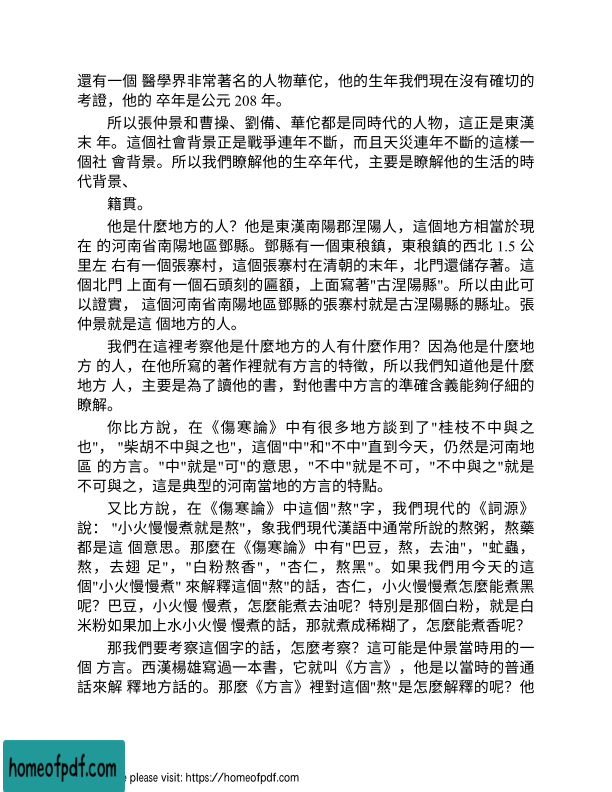 還有一個 醫學界非常著名的人物華佗，他的生年我們現在沒有確切的
考證，他的 卒年是公元 208 年。
所以張仲景和曹操、劉備、華佗都是同時代的人物，這正是東漢
末 年。這個社會背景正是戰爭連年不斷，而且天災連年不斷的這樣一
個社 會背景。所以我們瞭解他的生卒年代，主要是瞭解他的生活的時
代背景、
籍貫。
他是什麼地方的人？他是東漢南陽郡涅陽人，這個地方相當於現
在 的河南省南陽地區鄧縣。鄧縣有一個東稂鎮，東稂鎮的西北 1.5 公
里左 右有一個張寨村，這個張寨村在清朝的末年，北門還儲存著。這
個北門 上面有一個石頭刻的匾額，上面寫著"古涅陽縣"。所以由此可
以證實， 這個河南省南陽地區鄧縣的張寨村就是古涅陽縣的縣址。張
仲景就是這 個地方的人。
我們在這裡考察他是什麼地方的人有什麼作用？因為他是什麼地
方 的人，在他所寫的著作裡就有方言的特徵，所以我們知道他是什麼
地方 人，主要是為了讀他的書，對他書中方言的準確含義能夠仔細的
瞭解。
你比方說，在《傷寒論》中有很多地方談到了"桂枝不中與之
也"， "柴胡不中與之也"，這個"中"和"不中"直到今天，仍然是河南地
區 的方言。"中"就是"可"的意思，"不中"就是不可，"不中與之"就是
不可與之，這是典型的河南當地的方言的特點。
又比方說，在《傷寒論》中這個"熬"字，我們現代的《詞源》
說： "小火慢慢煮就是熬"，象我們現代漢語中通常所說的熬粥，熬藥
都是這 個意思。那麼在《傷寒論》中有"巴豆，熬，去油"，"虻蟲，
熬，去翅 足"，"白粉熬香"，"杏仁，熬黑"。如果我們用今天的這
個"小火慢慢煮" 來解釋這個"熬"的話，杏仁，小火慢慢煮怎麼能煮黑
呢？巴豆，小火慢 慢煮，怎麼能煮去油呢？特別是那個白粉，就是白
米粉如果加上水小火慢 慢煮的話，那就煮成稀糊了，怎麼能煮香呢？
那我們要考察這個字的話，怎麼考察？這可能是仲景當時用的一
個 方言。西漢楊雄寫過一本書，它就叫《方言》，他是以當時的普通
話來解 釋地方話的。那麼《方言》裡對這個"熬"是怎麼解釋的呢？他
homeofpdf.com
e please visit: https://homeofpdf.com